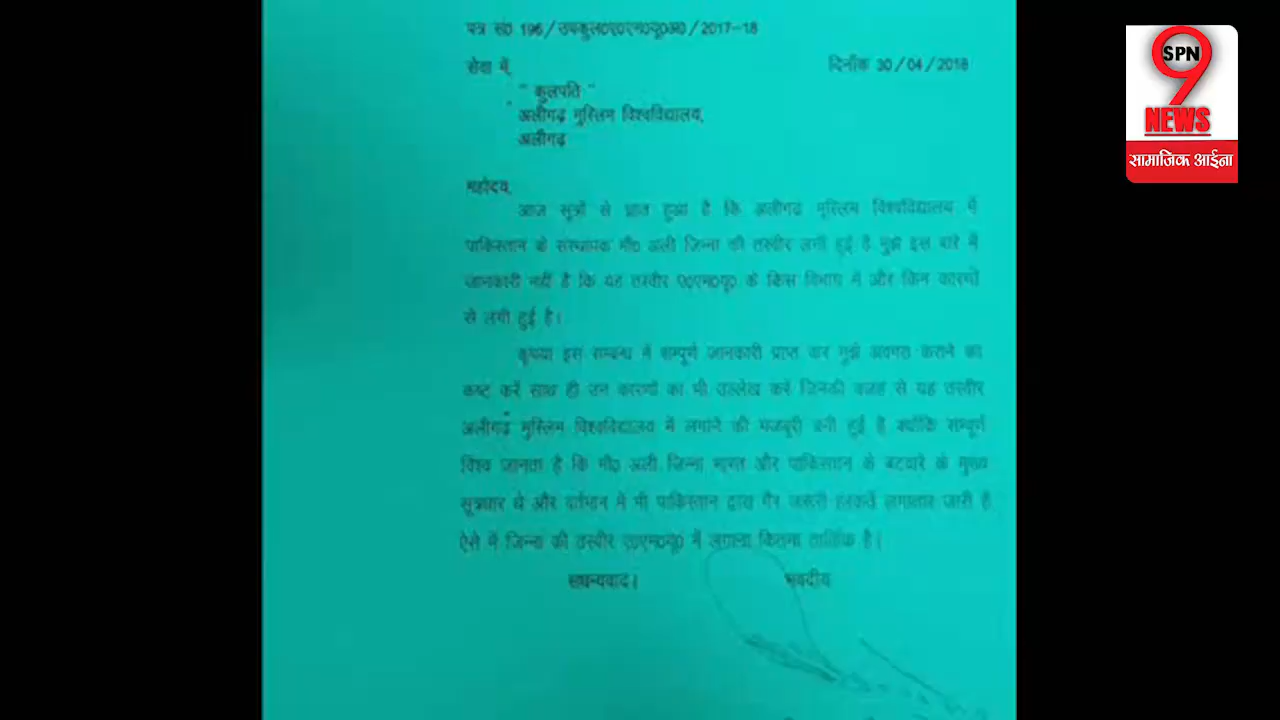 पत्र सं0 196/उपकुल0ए0एम0यू0अ0/2017-18
सेवा में,
दिनाँक 30/04/2018
" कुलपति "
अलीगढ़ मुस्लिम विश्वविद्यालय,
अलीगढ़
महोदय,
आज सूत्रों से ज्ञात हुआ है कि अलीगढ़ मुस्लिम विश्वविद्यालय में
पाकिस्तान के संस्थापक मौ0 अली जिन्ना की तस्वीर लगी हुई है मुझे इस बारे में
जानकारी नहीं है कि यह तस्वीर ए0एम0यू0 के किस विभाग में और किन कारणों
से लगी हुई है।
कृपया इस सम्बन्ध में सम्पूर्ण जानकारी प्राप्त कर मुझे अवगत कराने का
कष्ट करें साथ ही उन कारणों का भी उल्लेख करें जिनकी वजह से यह तस्वीर
अलीगढ़ मुस्लिम विश्वविद्यालय में लगाने की मजबूरी बनी हुई है क्योंकि सम्पूर्ण
विश्व जानता है कि मौ0 अली जिन्ना भारत और पाकिस्तान के बटवारे के मुख्य
सूत्रधार थे और वर्तमान में भी पाकिस्तान द्वारा गैर जरूरी हरकतें लगातार जारी है
ऐसे में जिन्ना की तस्वीर ए0एम0यू0 में लगाना कितना तार्किक है।
सधन्यवाद।
भवदीय
SPN
9
NEWS
सामाजिक आईना